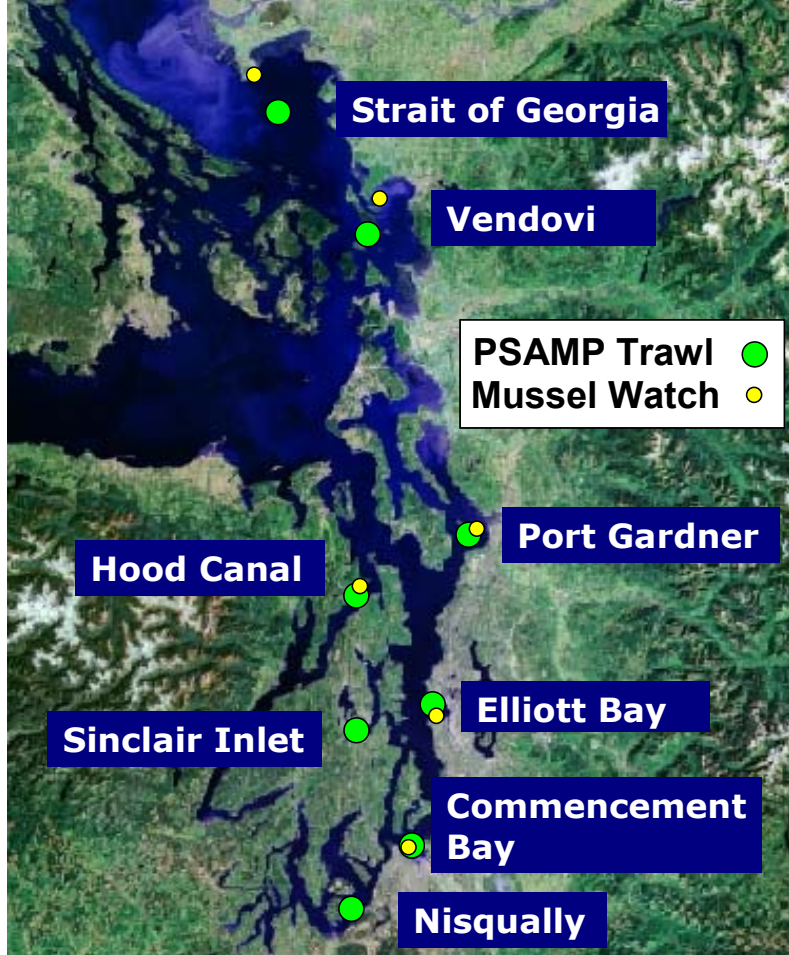 Strait of Georgia
Vendovi
PSAMP Trawl
Mussel Watch
Port Gardner
Hood Canal
Elliott Bay
Sinclair Inlet
Commencement
Bay
Nisqually